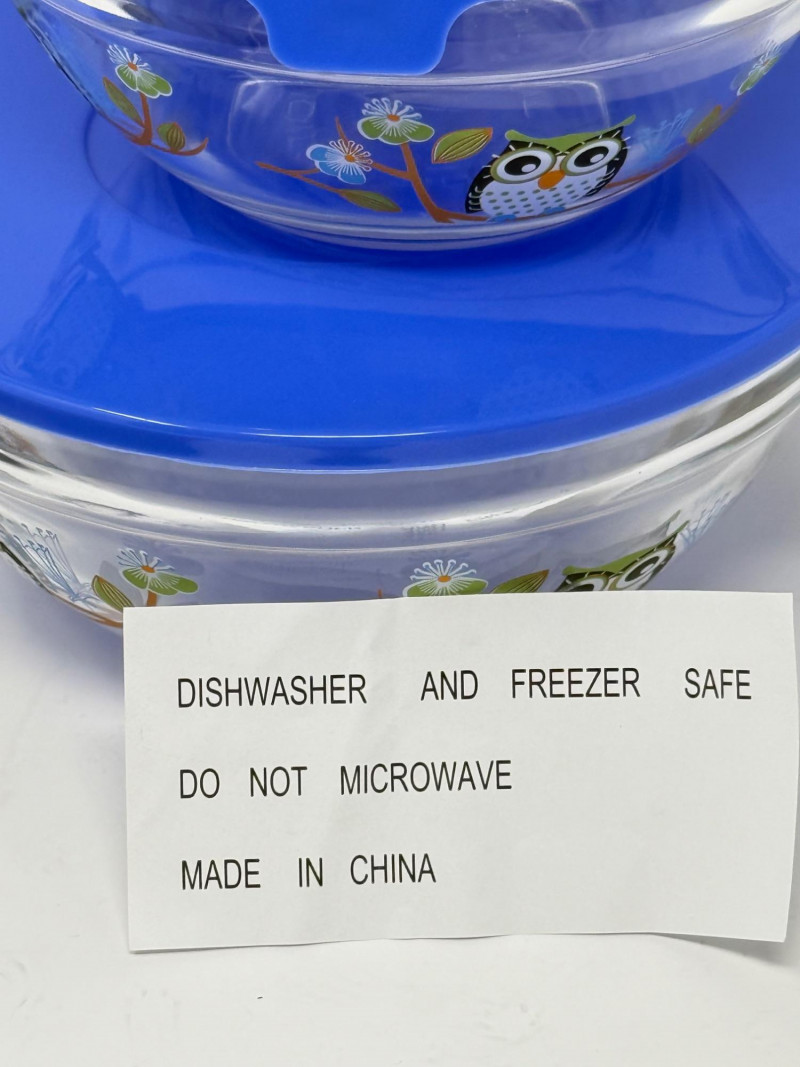 DISHWASHER AND FREEZER SAFE
DO NOT MICROWAVE
MADE IN CHINA